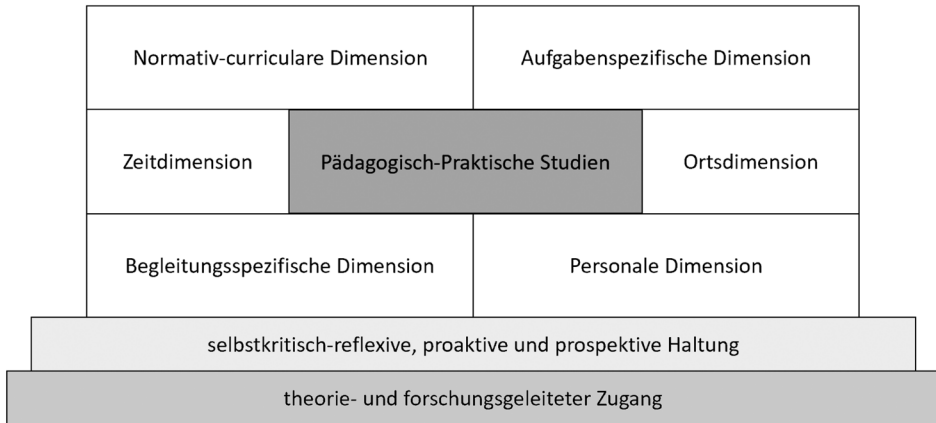 Normativ-curriculare Dimension
Aufgabenspezifische Dimension
Zeitdimension
Pädagogisch-Praktische Studien
Ortsdimension
Begleitungsspezifische Dimension
Personale Dimension
selbstkritisch-reflexive, proaktive und prospektive Haltung
theorie- und forschungsgeleiteter Zugang